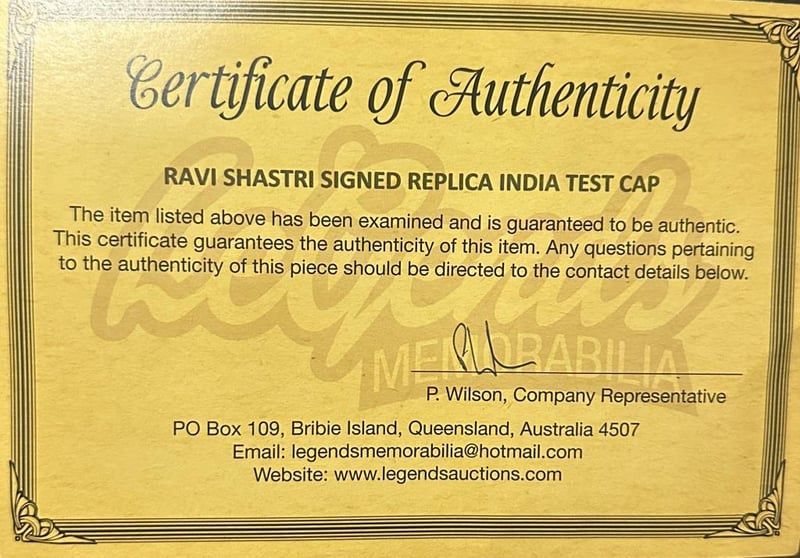 Certificate of Authenticity
RAVI SHASTRI SIGNED REPLICA INDIA TEST CAP
The item listed above has been examined and is guaranteed to be authentic.
This certificate guarantees the authenticity of this item. Any questions pertaining
to the authenticity of this piece should be directed to the contact details below.
Legends
MEMORABILIA
P. Wilson, Company Representative
PO Box 109, Bribie Island, Queensland, Australia 4507
Email: legendsmemorabilia@hotmail.com
Website: www.legendsauctions.com